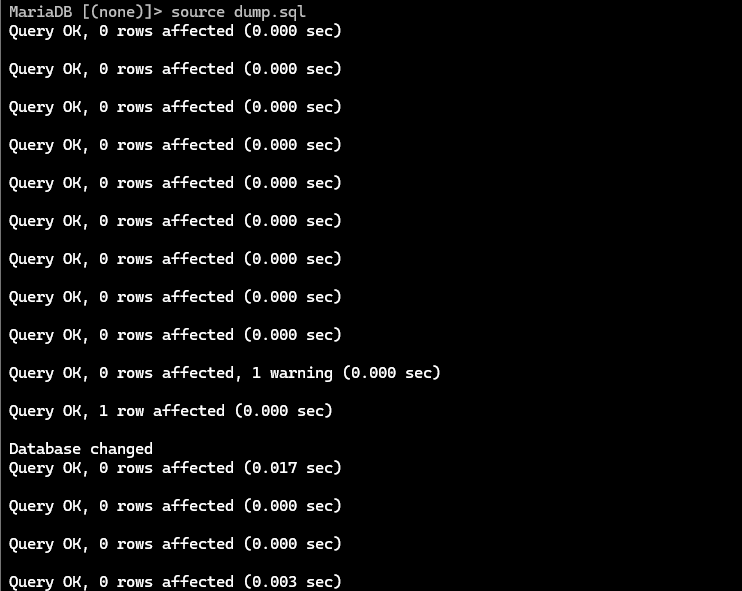 MariaDB [(none)]> source dump.sql
Query OK, 0 rows affected (0.000 sec)
Query OK, 0 rows affected (0.000 sec)
Query OK, 0 rows affected (0.000 sec)
Query OK, 0 rows affected (0.000 sec)
Query OK, 0 rows affected (0.000 sec)
Query OK, 0 rows affected (0.000 sec)
Query OK, 0 rows affected (0.000 sec)
Query OK, 0 rows affected (0.000 sec)
Query OK, 0 rows affected (0.000 sec)
Query OK, 0 rows affected, 1 warning (0.000 sec)
Query OK, 1 row affected (0.000 sec)
Database changed
Query OK, 0 rows affected (0.017 sec)
Query OK, 0 rows affected (0.000 sec)
Query OK, 0 rows affected (0.000 sec)
Query OK, 0 rows affected (0.003 sec)